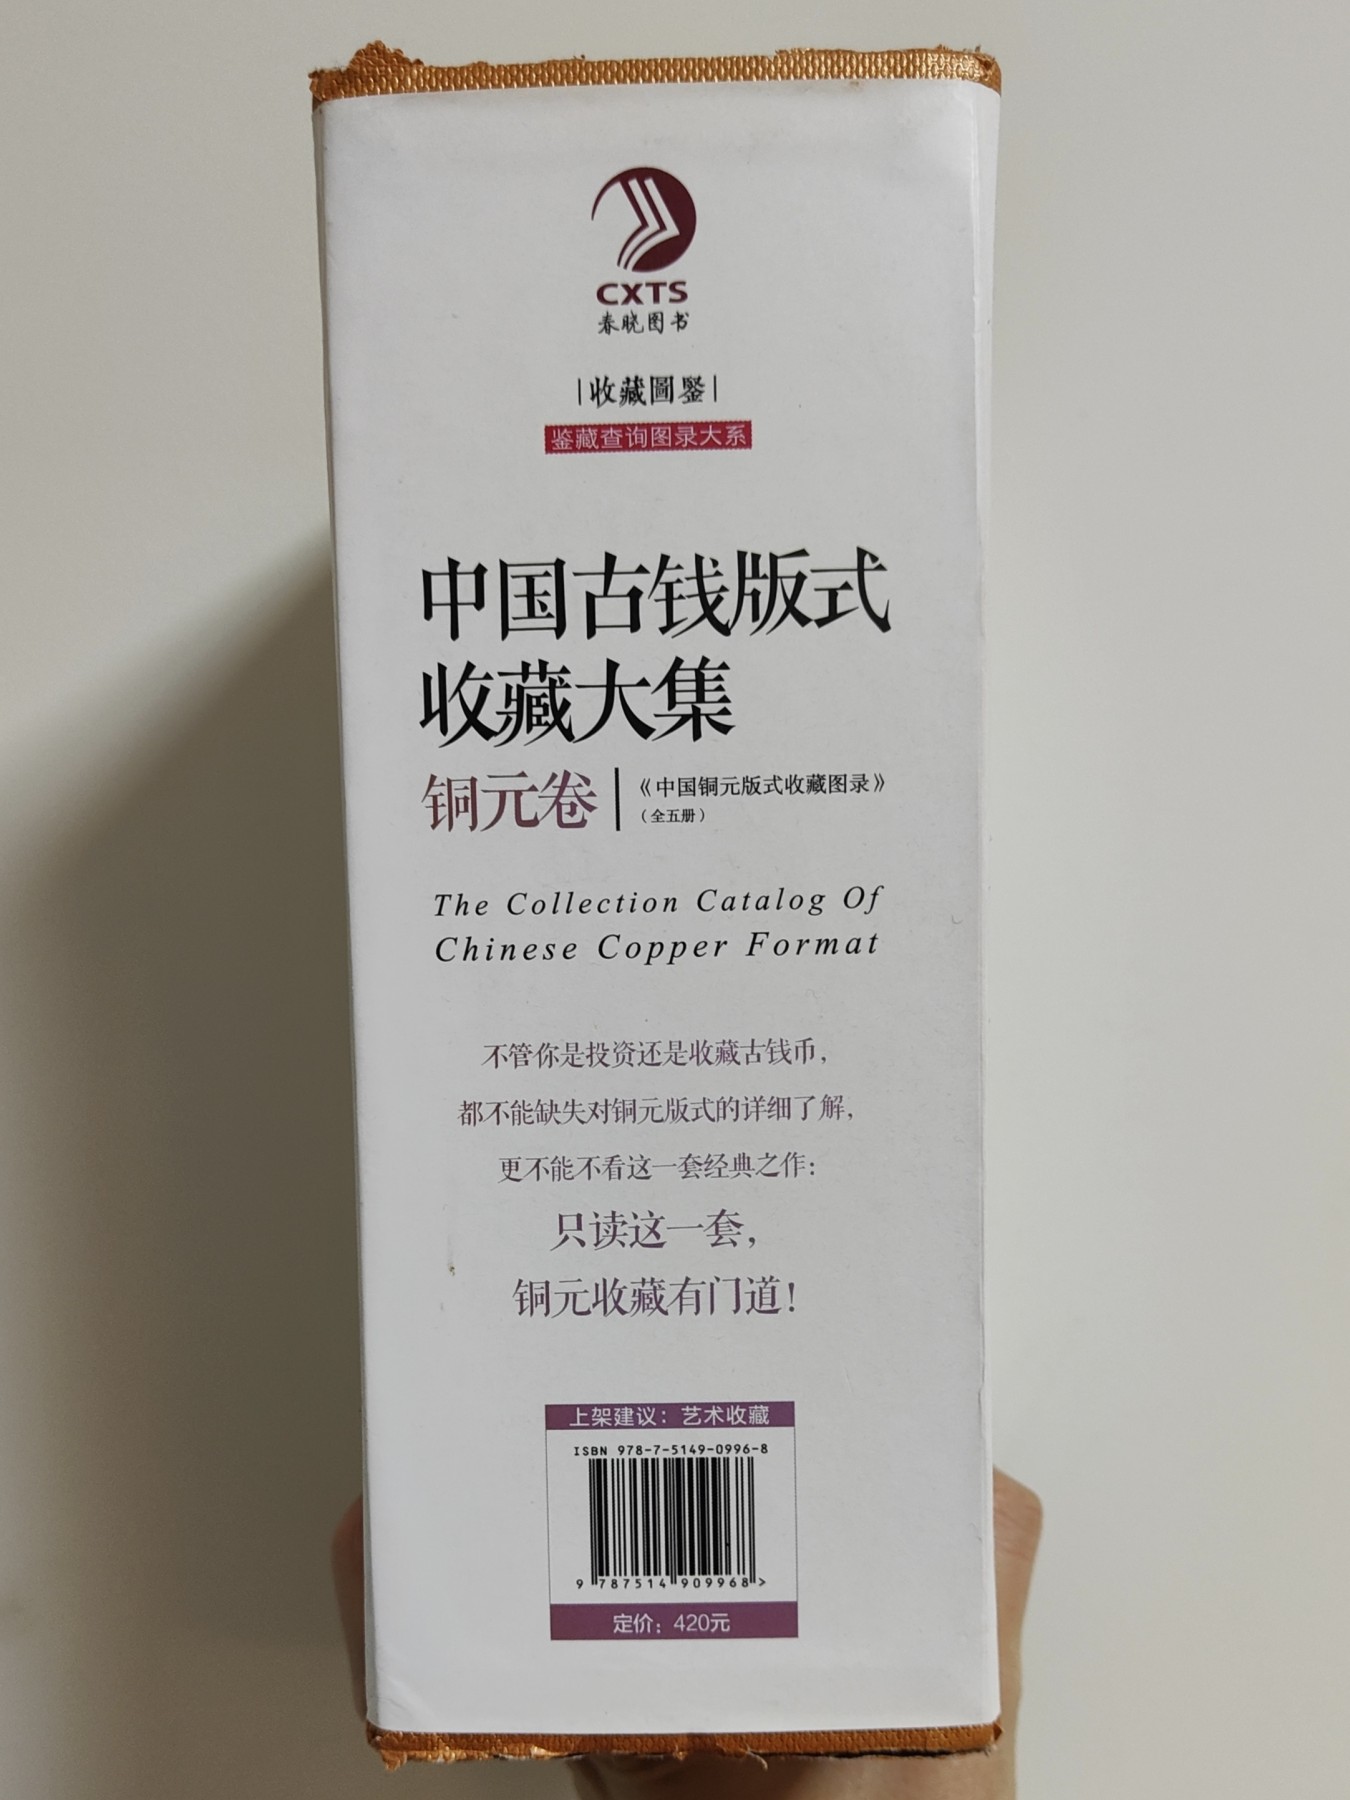 CXTS
春晓图书
收藏圖鋻
鉴藏查询图录大系
中国古钱版式
收藏大集
铜元卷
《中国铜元版式收藏图录》
（全五册）
The Collection Catalog Of
Chinese Copper Format
不管你是投资还是收藏古钱币，
都不能缺失对铜元版式的详细了解，
更不能不看这一套经典之作：
只读这一套，
铜元收藏有门道！
上架建议：艺术收藏
ISBN 978-7-5149-0996-8
9 787514 909968 >
定价：420元